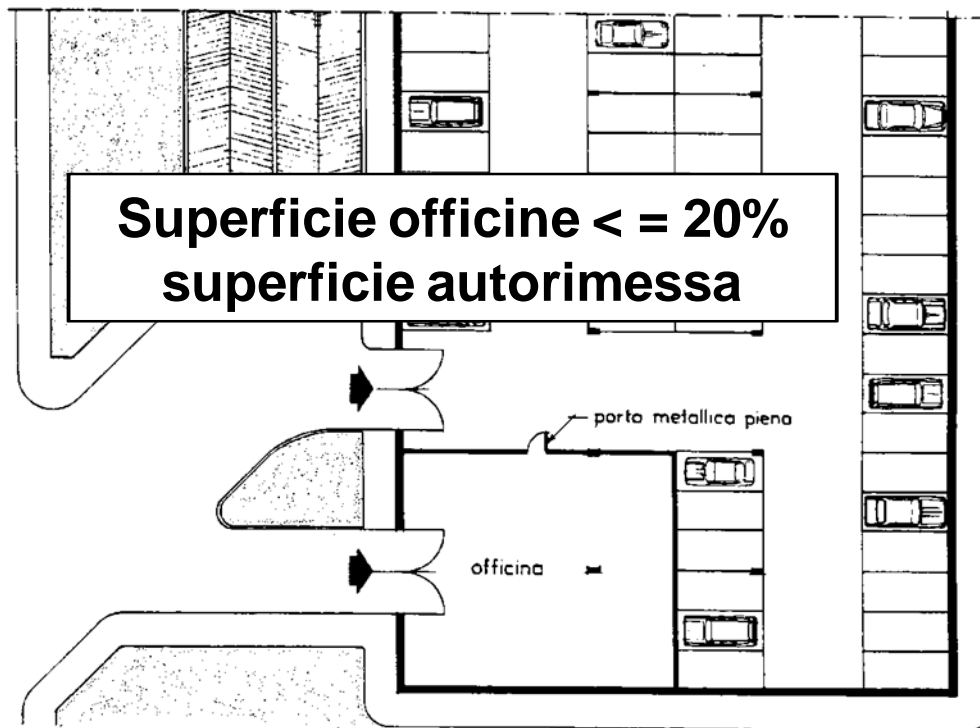 Superficie officine < = 20%
superficie autorimessa
porta metallica piena
officina